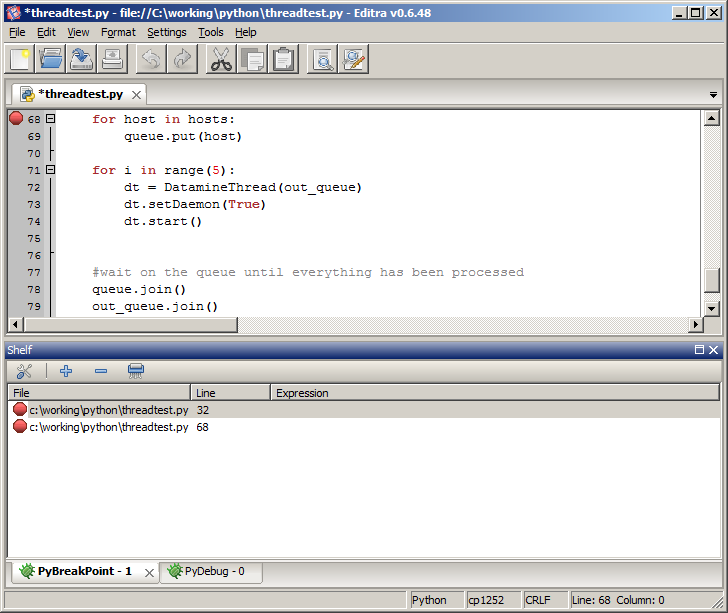 *threadtest.py - file://C:\working\python\threadtest.py - Editra v0.6.48
File Edit View Format Settings Tools Help
*threadtest.py
68 for host in hosts:
69 queue.put(host)
70
71 for i in range(5):
72 dt = DatamineThread(out_queue)
73 dt.setDaemon(True)
74 dt.start()
75
76
77 #wait on the queue until everything has been processed
78 queue.join()
79 out_queue.join()
Shelf
File Line Expression
c:\working\python\threadtest.py 32
c:\working\python\threadtest.py 68
PyBreakPoint - 1 PyDebug - 0
Python cp1252 CRLF Line: 68 Column: 0